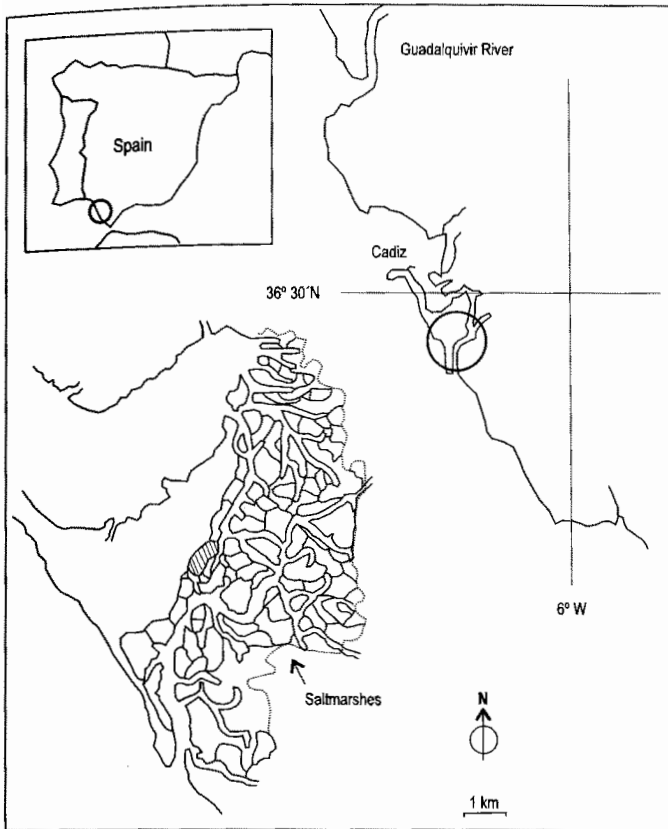 Guadalquivir River
Spain
Cadiz
36º 30´N
6º W
Saltmarshes
N
1 km